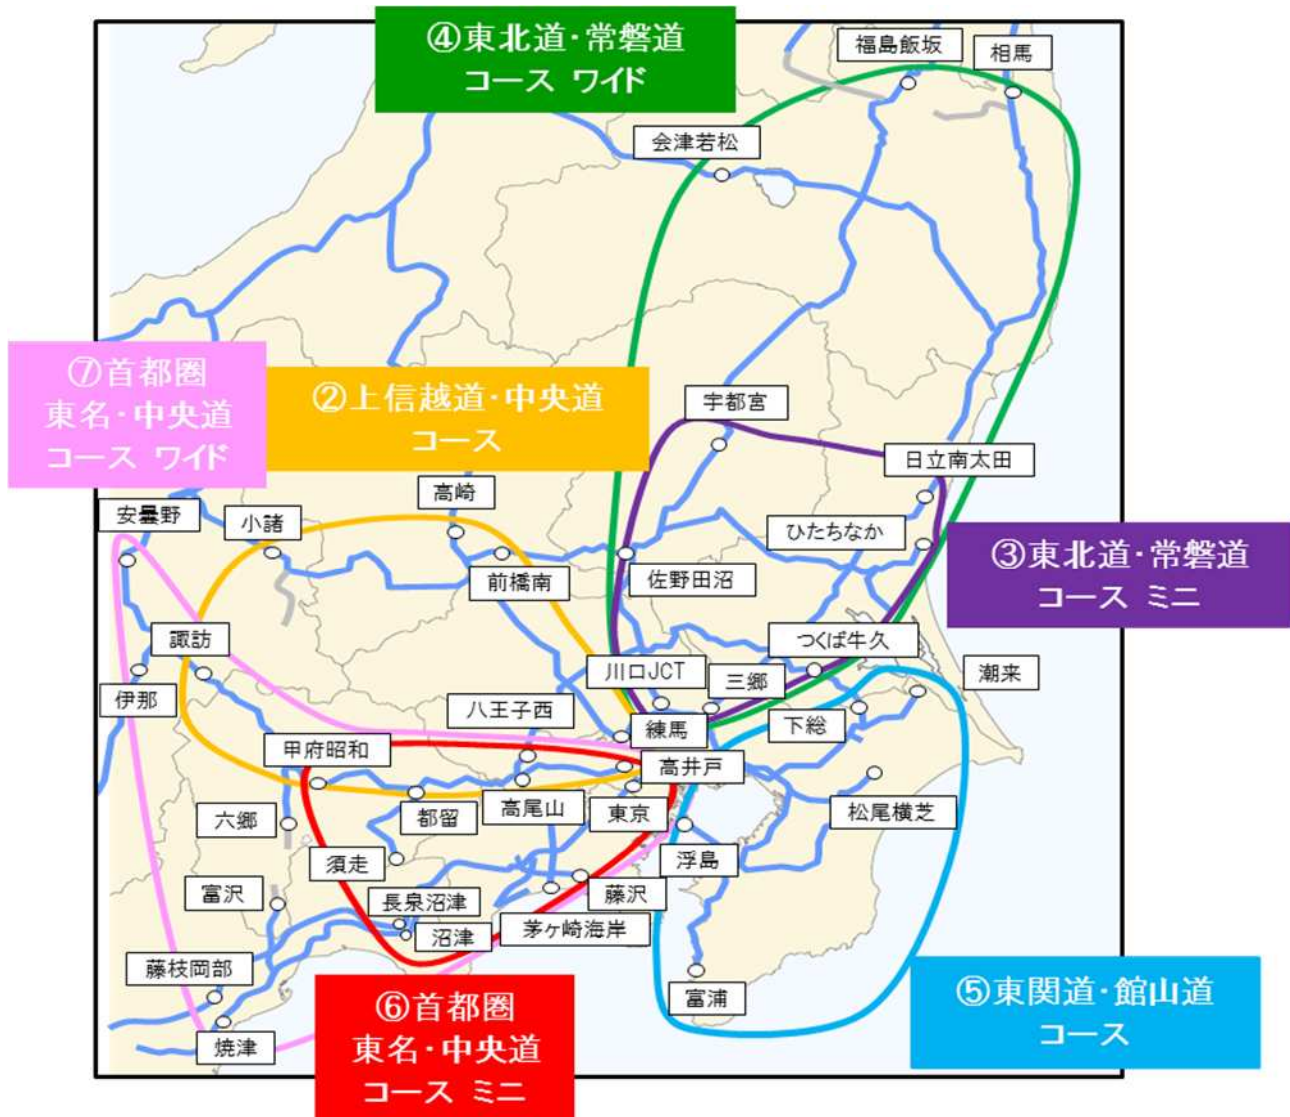 ④東北道・常磐道
コース ワイド
福島飯坂
相馬
会津若松
⑦首都圏
東名・中央道
コース ワイド
②上信越道・中央道
コース
宇都宮
日立南太田
高崎
安曇野
小諸
ひたちなか
③東北道・常磐道
コース ミニ
前橋南
佐野田沼
諏訪
つくば牛久
川口JCT
三郷
潮来
伊那
八王子西
練馬
下総
甲府昭和
高井戸
六郷
都留
高尾山
東京
松尾横芝
須走
浮島
富沢
長泉沼津
藤沢
沼津
茅ヶ崎海岸
藤枝岡部
富浦
⑤東関道・館山道
コース
焼津
⑥首都圏
東名・中央道
コース ミニ